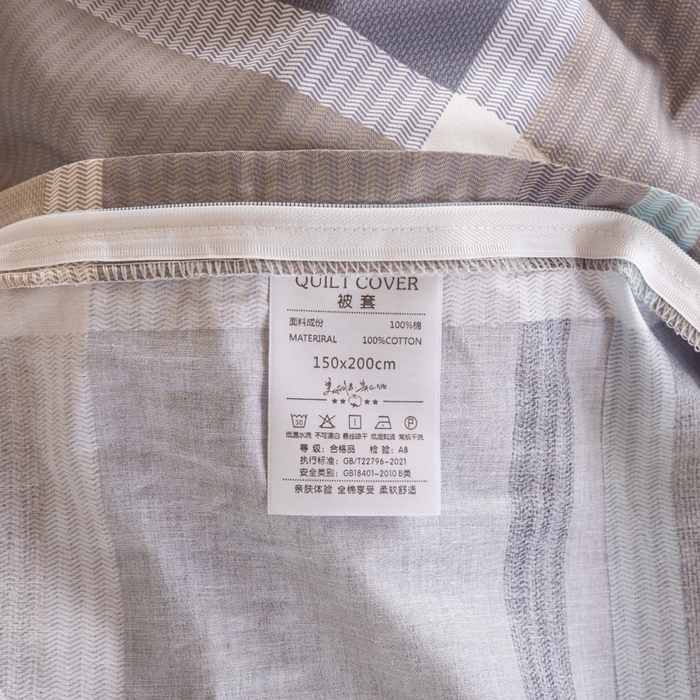 QUILT COVER
被套
面料成份 100%棉
MATERIRAL 100%COTTON
150x200cm
30 P
低温水洗 不可漂白 悬挂晾干 低温熨烫 常规干洗
等 级：合格品 检 验：A8
执行标准：GB/T22796-2021
安全类别：GB18401-2010 B类
亲肤体验 全棉享受 柔软舒适